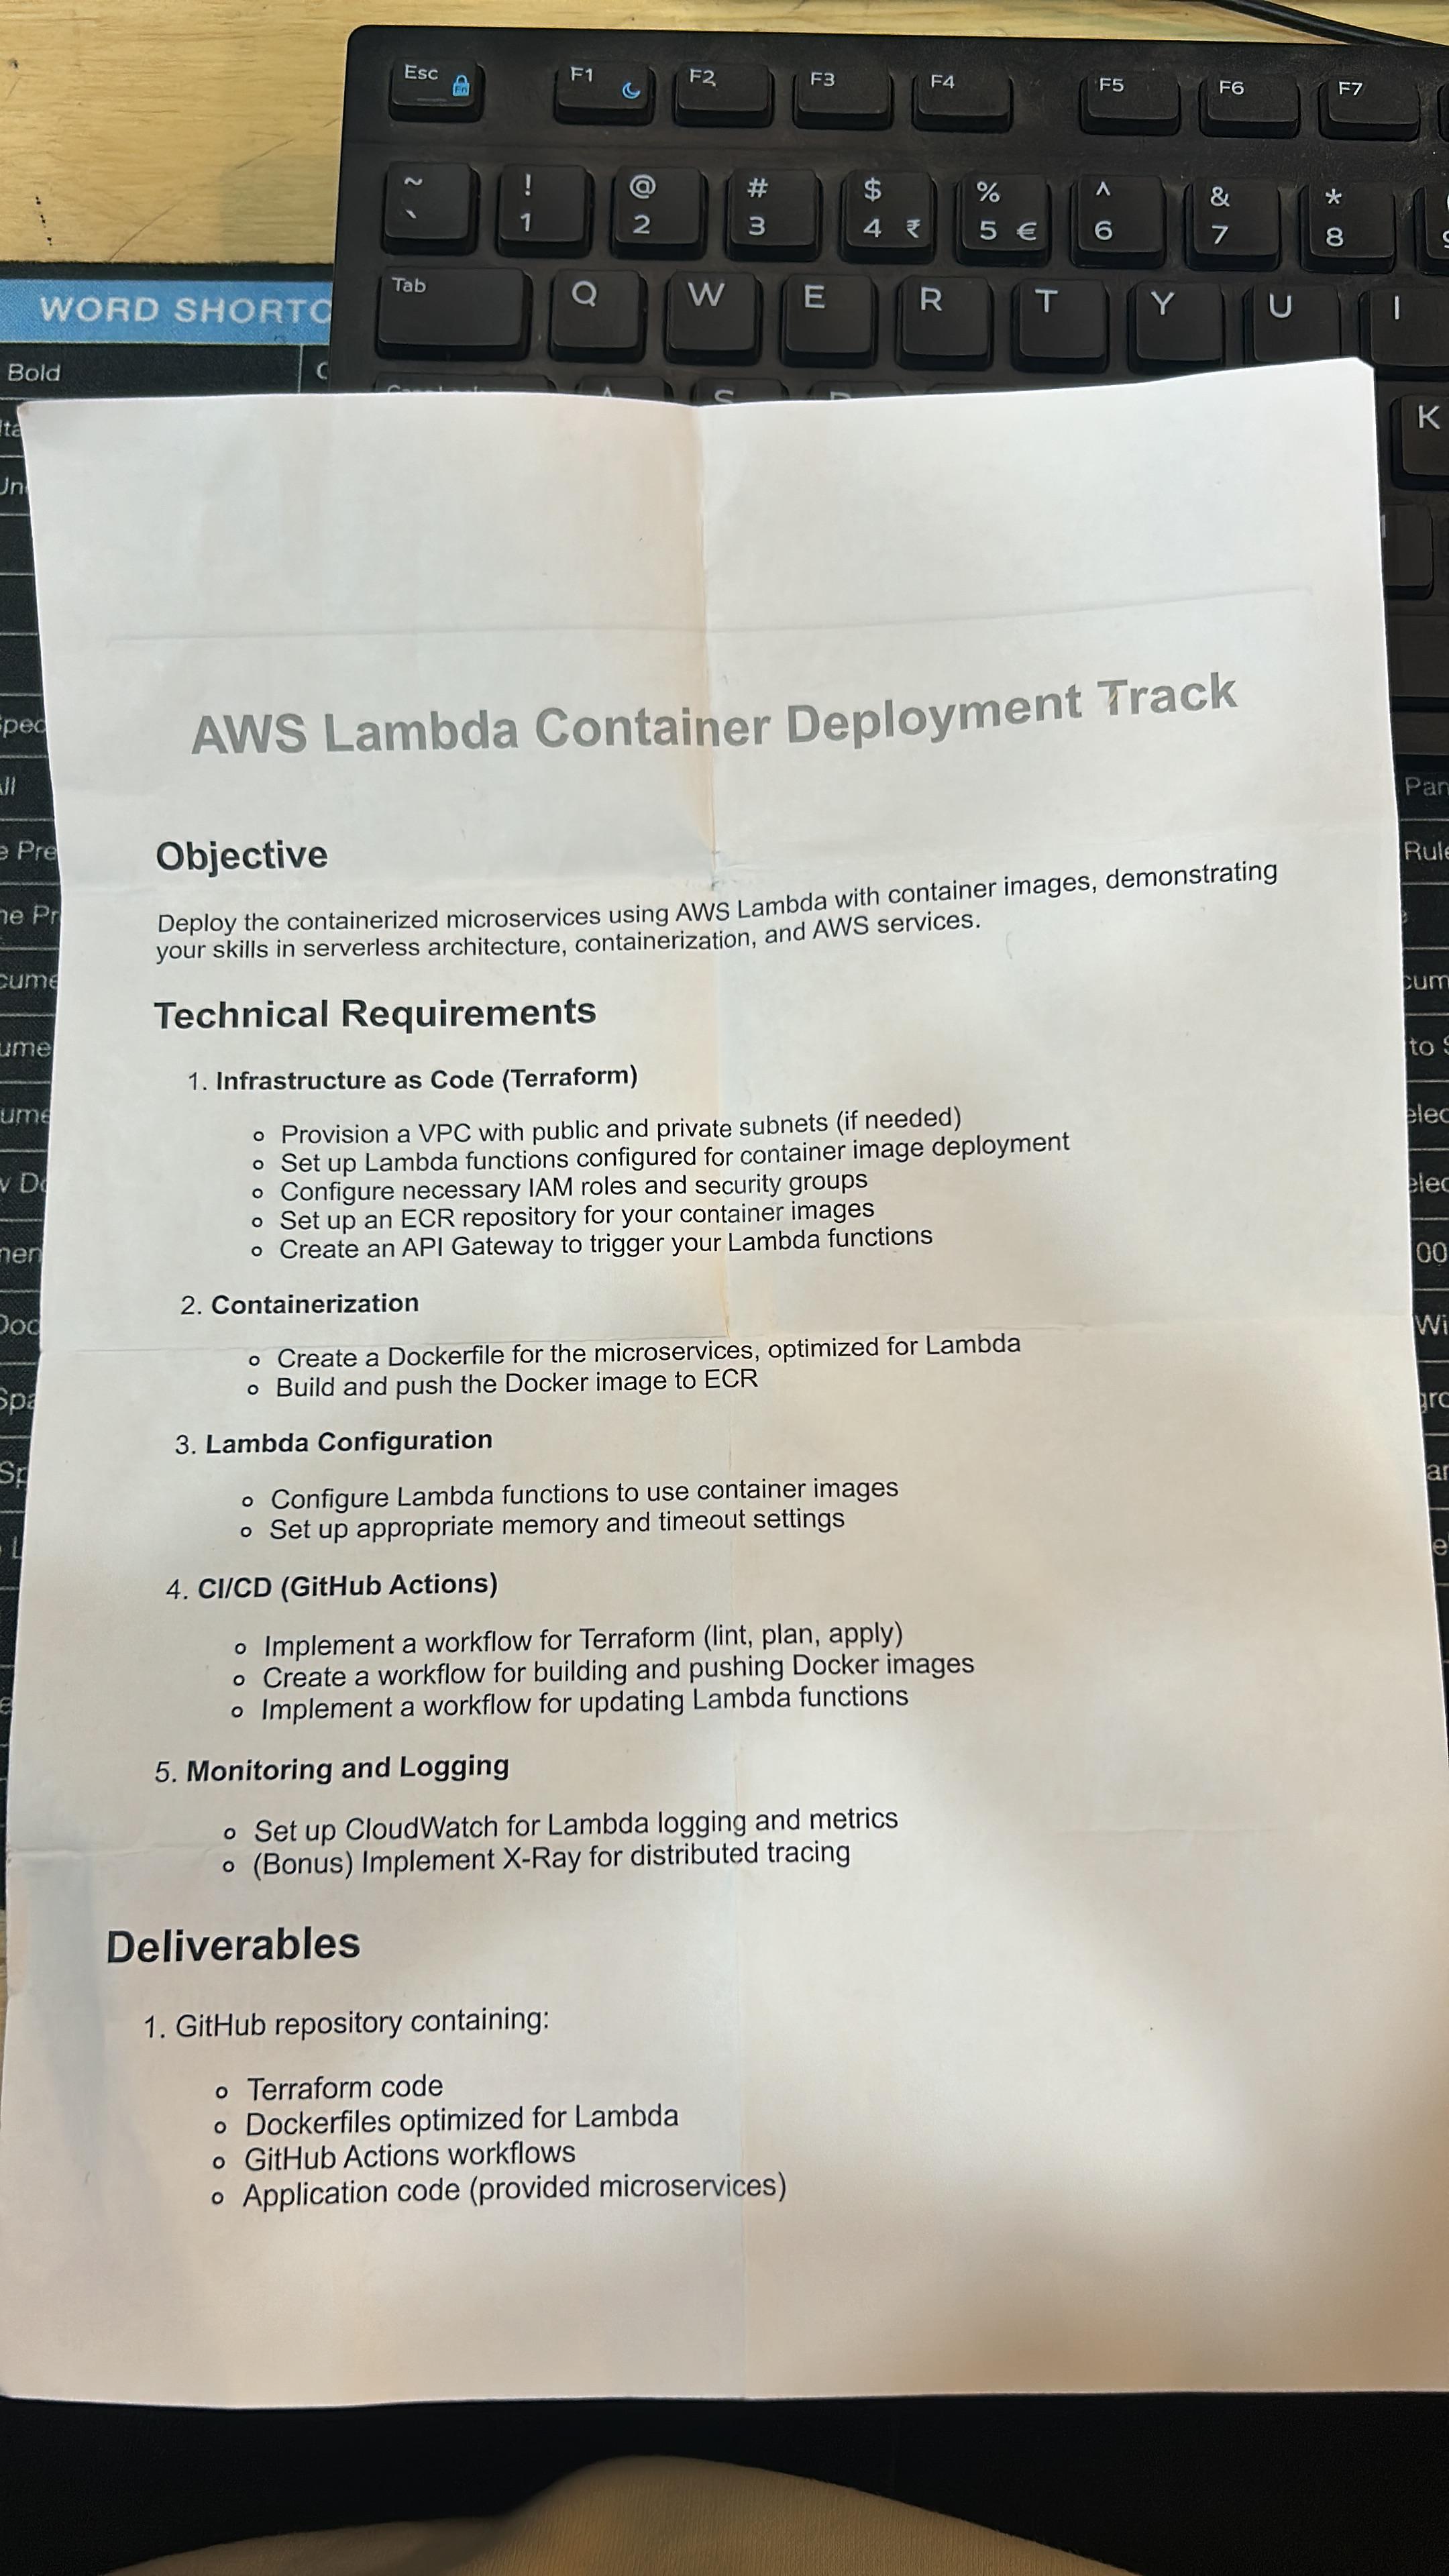 Esc
F1
F2
F3
F4
F5
F6
F7
~
`
!
1
@
2
#
3
$
4 ₹
%
5 €
^
6
&
7
*
8
Tab
Q
W
E
R
T
Y
U
I
S
K
WORD SHORTC
Bold
AWS Lambda Container Deployment Track
Objective
Deploy the containerized microservices using AWS Lambda with container images, demonstrating
your skills in serverless architecture, containerization, and AWS services.
Technical Requirements
1. Infrastructure as Code (Terraform)
○ Provision a VPC with public and private subnets (if needed)
○ Set up Lambda functions configured for container image deployment
○ Configure necessary IAM roles and security groups
○ Set up an ECR repository for your container images
○ Create an API Gateway to trigger your Lambda functions
2. Containerization
○ Create a Dockerfile for the microservices, optimized for Lambda
○ Build and push the Docker image to ECR
3. Lambda Configuration
○ Configure Lambda functions to use container images
○ Set up appropriate memory and timeout settings
4. CI/CD (GitHub Actions)
○ Implement a workflow for Terraform (lint, plan, apply)
○ Create a workflow for building and pushing Docker images
○ Implement a workflow for updating Lambda functions
5. Monitoring and Logging
○ Set up CloudWatch for Lambda logging and metrics
○ (Bonus) Implement X-Ray for distributed tracing
Deliverables
1. GitHub repository containing:
○ Terraform code
○ Dockerfiles optimized for Lambda
○ GitHub Actions workflows
○ Application code (provided microservices)